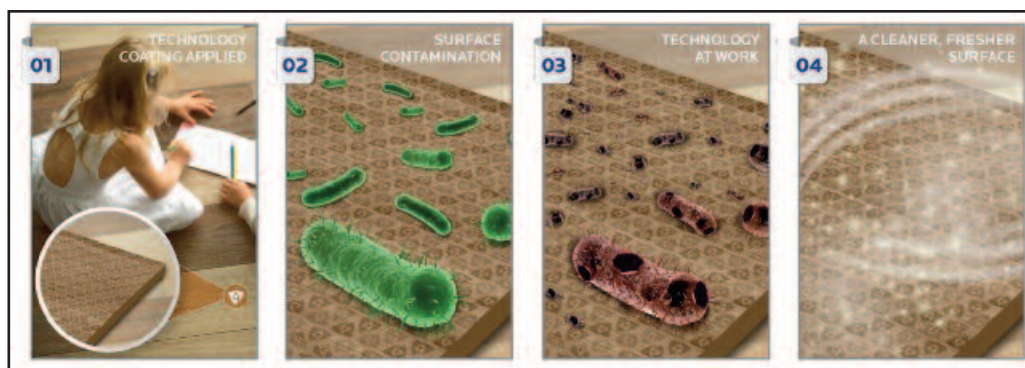 01
TECHNOLOGY
COATING APPLIED
02
SURFACE
CONTAMINATION
03
TECHNOLOGY
AT WORK
04
A CLEANER, FRESHER
SURFACE